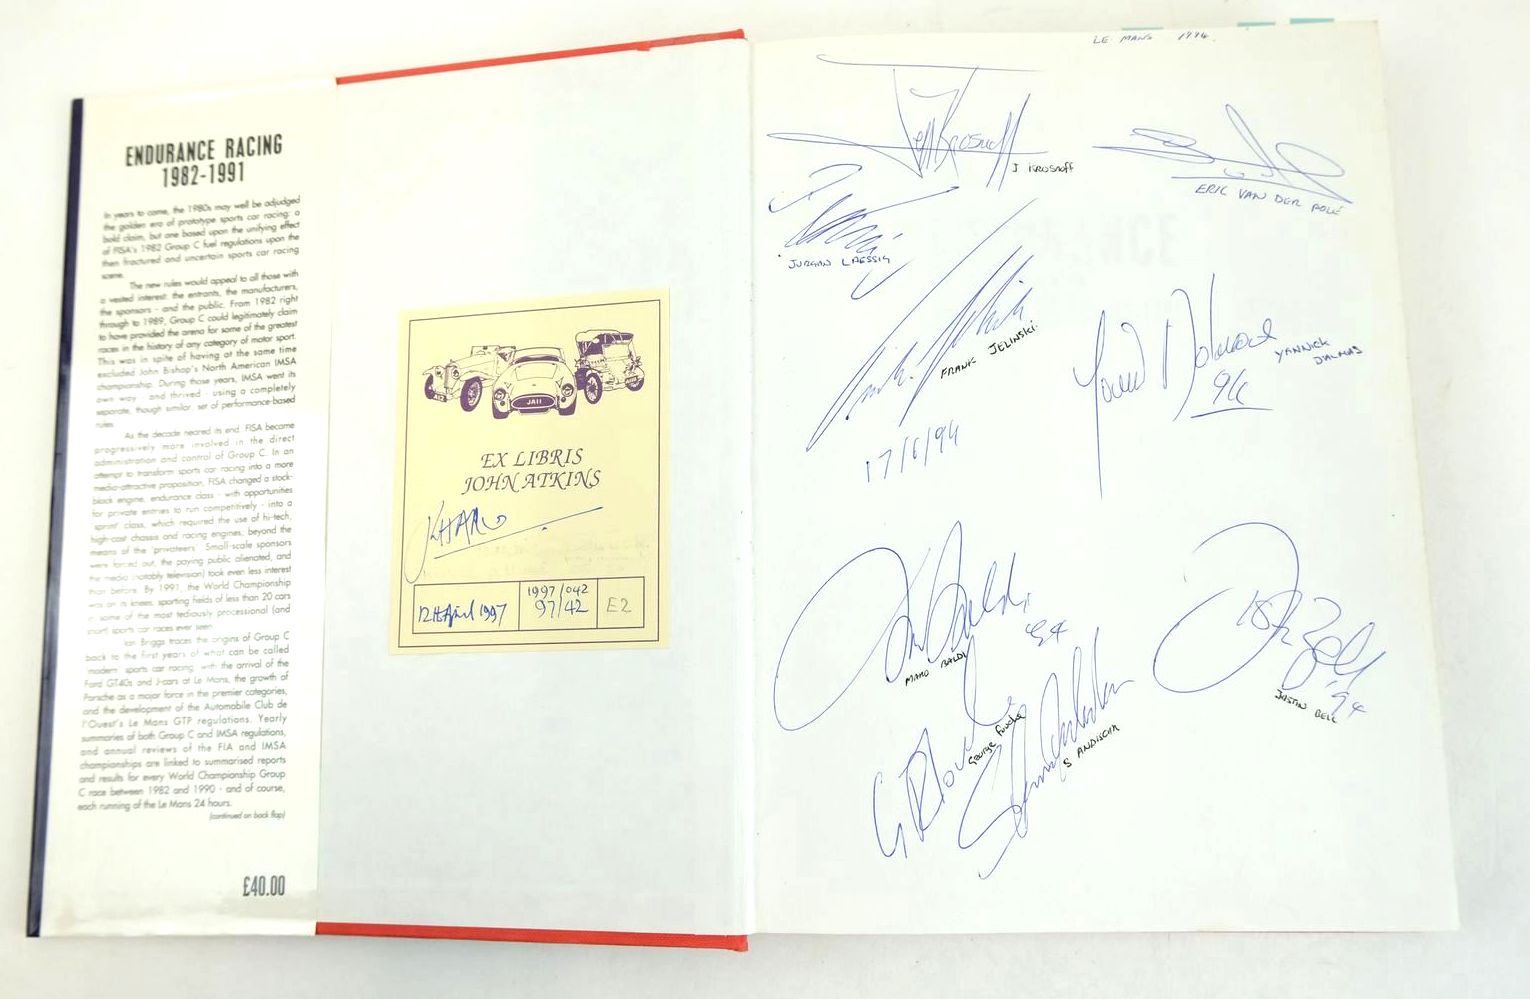 ENDURANCE RACING
1982-1991
In years to come, the 1980s may well be adjudged
the golden era of prototype sports car racing: a
bold claim, but one based upon the unifying effect
of FISA's 1982 Group C fuel regulations upon the
then fractured and uncertain sports car racing
scene.
The new rules would appeal to all those with
a vested interest: the entrants, the manufacturers,
the sponsors - and the public. From 1982 right
through to 1989, Group C could legitimately claim
to have provided the arena for some of the greatest
races in the history of any category of motor sport.
This was in spite of having at the same time
excluded John Bishop's North American IMSA
championship. During those years, IMSA went its
own way - and thrived - using a completely
separate, though similar, set of performance-based
rules.
As the decade neared its end, FISA became
progressively more involved in the direct
administration and control of Group C. In an
attempt to transform sports car racing into a more
media-attractive proposition, FISA changed a stock-
block engine, endurance class - with opportunities
for private entries to run competitively - into a
'sprint' class, which required the use of hi-tech,
high-cost chassis and racing engines, beyond the
means of the 'privateers'. Small-scale sponsors
were forced out, the paying public alienated, and
the media (notably television) took even less interest
than before. By 1991, the World Championship
was on its knees, sporting fields of less than 20 cars
in some of the most tediously processional (and
short) sports car races ever seen.
Ian Briggs traces the origins of Group C
back to the first years of what can be called
'modern' sports car racing, with the arrival of the
Ford GT40s and J-cars at Le Mans, the growth of
Porsche as a major force in the premier categories,
and the development of the Automobile Club de
l'Ouest's Le Mans GTP regulations. Yearly
summaries of both Group C and IMSA regulations,
and annual reviews of the FIA and IMSA
championships are linked to summarised reports
and results for every World Championship Group
C race between 1982 and 1990 - and of course,
each running of the Le Mans 24 hours.
(continued on back flap)
£40.00
JA11
EX LIBRIS
JOHN ATKINS
12th April 1997
1997/042
97/42
E2
LE MANS 1994.
Jeff Krosnoff
J KROSNOFF
ERIC VAN DER POLE
JURGAN LAESSIG
FRANK JELINSKI.
17/6/94
YANNICK
DALMAS
94
MARO BALDI
'94
JASTIN BELL
'94
GEORGE Fouche
S ANDISCAR